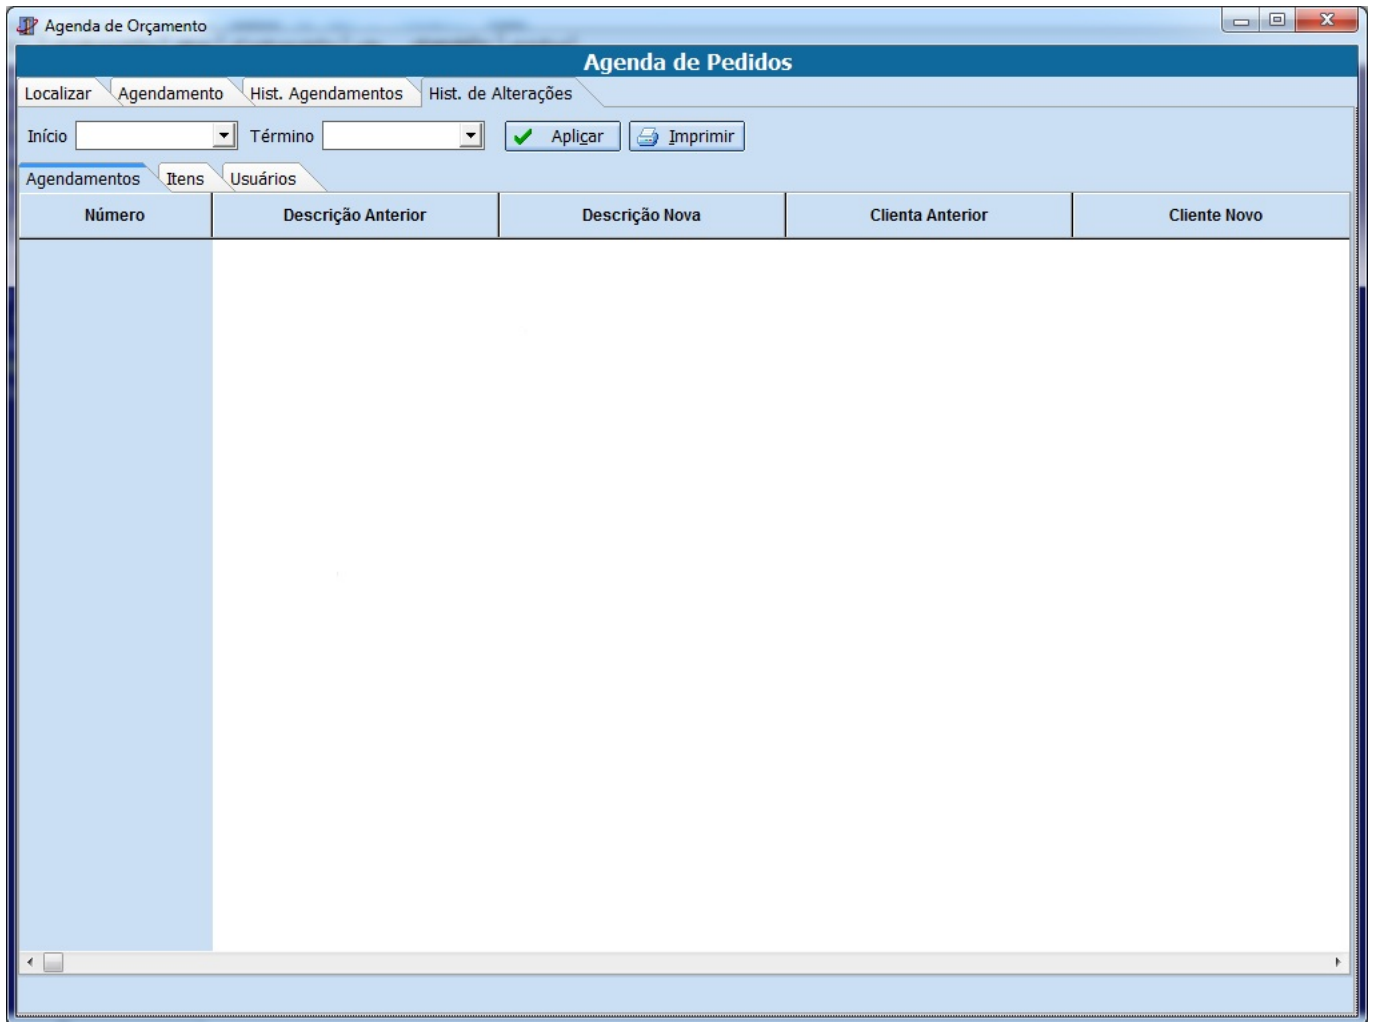 Agenda de Orçamento
Agenda de Pedidos
Localizar Agendamento Hist. Agendamentos Hist. de Alterações
Início Término Apliçar Imprimir
Agendamentos Itens Usuários
Número Descrição Anterior Descrição Nova Clienta Anterior Cliente Novo